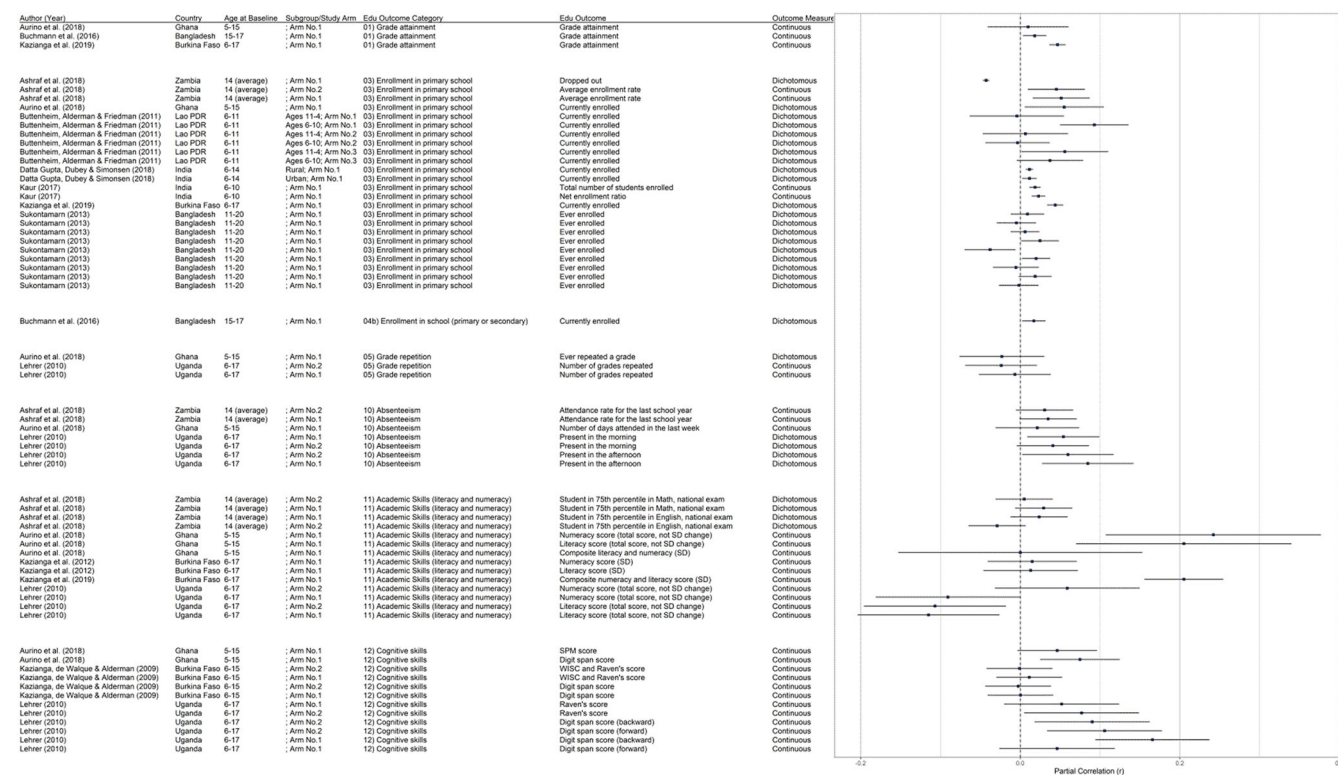 Author (Year) Country Age at Baseline Subgroup/Study Arm Edu Outcome Category Edu Outcome Outcome Measure
Aurino et al. (2018) Ghana 5-15 ; Arm No.1 01) Grade attainment Grade attainment Continuous
Buchmann et al. (2016) Bangladesh 15-17 ; Arm No.1 01) Grade attainment Grade attainment Continuous
Kazianga et al. (2019) Burkina Faso 6-17 ; Arm No.1 01) Grade attainment Grade attainment Continuous
Ashraf et al. (2018) Zambia 14 (average) ; Arm No.1 03) Enrollment in primary school Dropped out Dichotomous
Ashraf et al. (2018) Zambia 14 (average) ; Arm No.2 03) Enrollment in primary school Average enrollment rate Continuous
Ashraf et al. (2018) Zambia 14 (average) ; Arm No.1 03) Enrollment in primary school Average enrollment rate Continuous
Aurino et al. (2018) Ghana 5-15 ; Arm No.1 03) Enrollment in primary school Currently enrolled Dichotomous
Buttenheim, Alderman & Friedman (2011) Lao PDR 6-11 Ages 11-4; Arm No.1 03) Enrollment in primary school Currently enrolled Dichotomous
Buttenheim, Alderman & Friedman (2011) Lao PDR 6-11 Ages 6-10; Arm No.1 03) Enrollment in primary school Currently enrolled Dichotomous
Buttenheim, Alderman & Friedman (2011) Lao PDR 6-11 Ages 11-4; Arm No.2 03) Enrollment in primary school Currently enrolled Dichotomous
Buttenheim, Alderman & Friedman (2011) Lao PDR 6-11 Ages 6-10; Arm No.2 03) Enrollment in primary school Currently enrolled Dichotomous
Buttenheim, Alderman & Friedman (2011) Lao PDR 6-11 Ages 11-4; Arm No.3 03) Enrollment in primary school Currently enrolled Dichotomous
Buttenheim, Alderman & Friedman (2011) Lao PDR 6-11 Ages 6-10; Arm No.3 03) Enrollment in primary school Currently enrolled Dichotomous
Datta Gupta, Dubey & Simonsen (2018) India 6-14 Rural; Arm No.1 03) Enrollment in primary school Currently enrolled Dichotomous
Datta Gupta, Dubey & Simonsen (2018) India 6-14 Urban; Arm No.1 03) Enrollment in primary school Currently enrolled Dichotomous
Kaur (2017) India 6-10 ; Arm No.1 03) Enrollment in primary school Total number of students enrolled Continuous
Kaur (2017) India 6-10 ; Arm No.1 03) Enrollment in primary school Net enrollment ratio Continuous
Kazianga et al. (2019) Burkina Faso 6-17 ; Arm No.1 03) Enrollment in primary school Currently enrolled Dichotomous
Sukontamarn (2013) Bangladesh 11-20 ; Arm No.1 03) Enrollment in primary school Ever enrolled Dichotomous
Sukontamarn (2013) Bangladesh 11-20 ; Arm No.1 03) Enrollment in primary school Ever enrolled Dichotomous
Sukontamarn (2013) Bangladesh 11-20 ; Arm No.1 03) Enrollment in primary school Ever enrolled Dichotomous
Sukontamarn (2013) Bangladesh 11-20 ; Arm No.1 03) Enrollment in primary school Ever enrolled Dichotomous
Sukontamarn (2013) Bangladesh 11-20 ; Arm No.1 03) Enrollment in primary school Ever enrolled Dichotomous
Sukontamarn (2013) Bangladesh 11-20 ; Arm No.1 03) Enrollment in primary school Ever enrolled Dichotomous
Sukontamarn (2013) Bangladesh 11-20 ; Arm No.1 03) Enrollment in primary school Ever enrolled Dichotomous
Sukontamarn (2013) Bangladesh 11-20 ; Arm No.1 03) Enrollment in primary school Ever enrolled Dichotomous
Sukontamarn (2013) Bangladesh 11-20 ; Arm No.1 03) Enrollment in primary school Ever enrolled Dichotomous
Buchmann et al. (2016) Bangladesh 15-17 ; Arm No.1 04b) Enrollment in school (primary or secondary) Currently enrolled Dichotomous
Aurino et al. (2018) Ghana 5-15 ; Arm No.1 05) Grade repetition Ever repeated a grade Dichotomous
Lehrer (2010) Uganda 6-17 ; Arm No.2 05) Grade repetition Number of grades repeated Continuous
Lehrer (2010) Uganda 6-17 ; Arm No.1 05) Grade repetition Number of grades repeated Continuous
Ashraf et al. (2018) Zambia 14 (average) ; Arm No.2 10) Absenteeism Attendance rate for the last school year Continuous
Ashraf et al. (2018) Zambia 14 (average) ; Arm No.1 10) Absenteeism Attendance rate for the last school year Continuous
Aurino et al. (2018) Ghana 5-15 ; Arm No.1 10) Absenteeism Number of days attended in the last week Continuous
Lehrer (2010) Uganda 6-17 ; Arm No.1 10) Absenteeism Present in the morning Dichotomous
Lehrer (2010) Uganda 6-17 ; Arm No.2 10) Absenteeism Present in the morning Dichotomous
Lehrer (2010) Uganda 6-17 ; Arm No.2 10) Absenteeism Present in the afternoon Dichotomous
Lehrer (2010) Uganda 6-17 ; Arm No.1 10) Absenteeism Present in the afternoon Dichotomous
Ashraf et al. (2018) Zambia 14 (average) ; Arm No.2 11) Academic Skills (literacy and numeracy) Student in 75th percentile in Math, national exam Dichotomous
Ashraf et al. (2018) Zambia 14 (average) ; Arm No.1 11) Academic Skills (literacy and numeracy) Student in 75th percentile in Math, national exam Dichotomous
Ashraf et al. (2018) Zambia 14 (average) ; Arm No.1 11) Academic Skills (literacy and numeracy) Student in 75th percentile in English, national exam Dichotomous
Ashraf et al. (2018) Zambia 14 (average) ; Arm No.2 11) Academic Skills (literacy and numeracy) Student in 75th percentile in English, national exam Dichotomous
Aurino et al. (2018) Ghana 5-15 ; Arm No.1 11) Academic Skills (literacy and numeracy) Numeracy score (total score, not SD change) Continuous
Aurino et al. (2018) Ghana 5-15 ; Arm No.1 11) Academic Skills (literacy and numeracy) Literacy score (total score, not SD change) Continuous
Aurino et al. (2018) Ghana 5-15 ; Arm No.1 11) Academic Skills (literacy and numeracy) Composite literacy and numeracy (SD) Continuous
Kazianga et al. (2012) Burkina Faso 6-17 ; Arm No.1 11) Academic Skills (literacy and numeracy) Numeracy score (SD) Continuous
Kazianga et al. (2012) Burkina Faso 6-17 ; Arm No.1 11) Academic Skills (literacy and numeracy) Literacy score (SD) Continuous
Kazianga et al. (2019) Burkina Faso 6-17 ; Arm No.1 11) Academic Skills (literacy and numeracy) Composite numeracy and literacy score (SD) Continuous
Lehrer (2010) Uganda 6-17 ; Arm No.2 11) Academic Skills (literacy and numeracy) Numeracy score (total score, not SD change) Continuous
Lehrer (2010) Uganda 6-17 ; Arm No.1 11) Academic Skills (literacy and numeracy) Numeracy score (total score, not SD change) Continuous
Lehrer (2010) Uganda 6-17 ; Arm No.2 11) Academic Skills (literacy and numeracy) Literacy score (total score, not SD change) Continuous
Lehrer (2010) Uganda 6-17 ; Arm No.1 11) Academic Skills (literacy and numeracy) Literacy score (total score, not SD change) Continuous
Aurino et al. (2018) Ghana 5-15 ; Arm No.1 12) Cognitive skills SPM score Continuous
Aurino et al. (2018) Ghana 5-15 ; Arm No.1 12) Cognitive skills Digit span score Continuous
Kazianga, de Walque & Alderman (2009) Burkina Faso 6-15 ; Arm No.2 12) Cognitive skills WISC and Raven's score Continuous
Kazianga, de Walque & Alderman (2009) Burkina Faso 6-15 ; Arm No.1 12) Cognitive skills WISC and Raven's score Continuous
Kazianga, de Walque & Alderman (2009) Burkina Faso 6-15 ; Arm No.2 12) Cognitive skills Digit span score Continuous
Kazianga, de Walque & Alderman (2009) Burkina Faso 6-15 ; Arm No.1 12) Cognitive skills Digit span score Continuous
Lehrer (2010) Uganda 6-17 ; Arm No.1 12) Cognitive skills Raven's score Continuous
Lehrer (2010) Uganda 6-17 ; Arm No.2 12) Cognitive skills Raven's score Continuous
Lehrer (2010) Uganda 6-17 ; Arm No.2 12) Cognitive skills Digit span (backward) Continuous
Lehrer (2010) Uganda 6-17 ; Arm No.2 12) Cognitive skills Digit span score (forward) Continuous
Lehrer (2010) Uganda 6-17 ; Arm No.1 12) Cognitive skills Digit span score (backward) Continuous
Lehrer (2010) Uganda 6-17 ; Arm No.1 12) Cognitive skills Digit span score (forward) Continuous
-0.2 0.0 0.2
Partial Correlation (r)